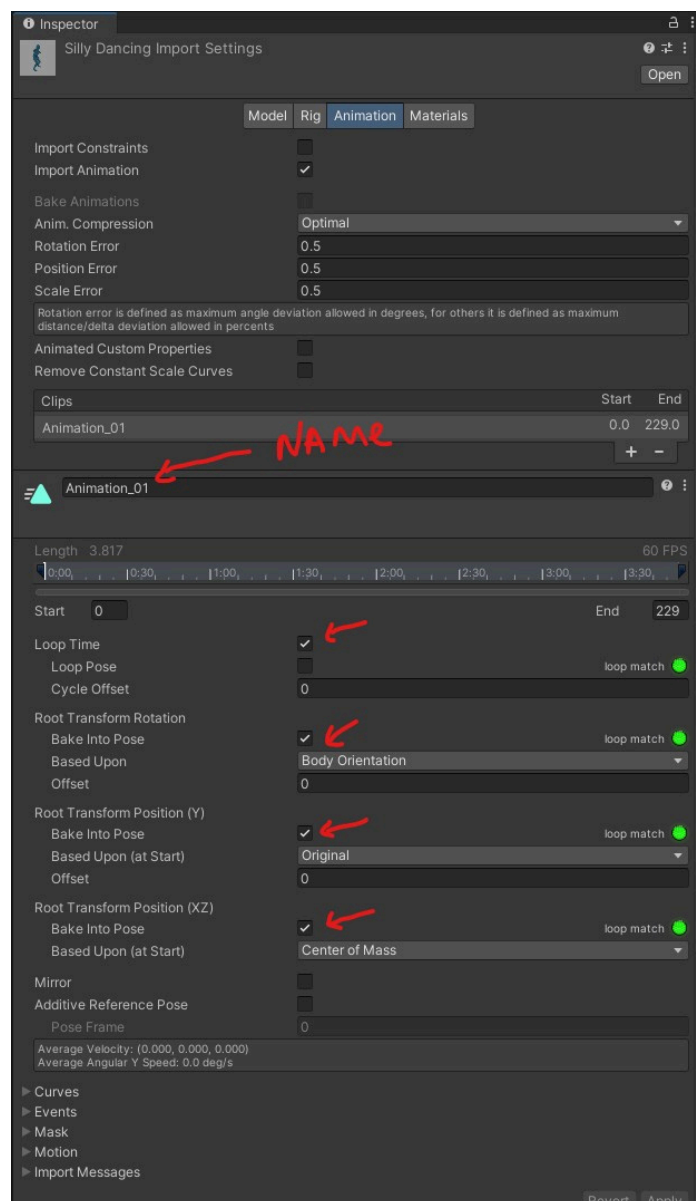 Inspector
Silly Dancing Import Settings
Open
Model Rig Animation Materials
Import Constraints
Import Animation
Bake Animations
Anim. Compression Optimal
Rotation Error 0.5
Position Error 0.5
Scale Error 0.5
Rotation error is defined as maximum angle deviation allowed in degrees, for others it is defined as maximum
distance/delta deviation allowed in percents
Animated Custom Properties
Remove Constant Scale Curves
Clips Start End
Animation_01 0.0 229.0
+ -
NAMe
Animation_01
Length 3.817 60 FPS
0:00 0:30 1:00 1:30 2:00 2:30 3:00 3:30
Start 0 End 229
Loop Time
Loop Pose loop match
Cycle Offset 0
Root Transform Rotation
Bake Into Pose loop match
Based Upon Body Orientation
Offset 0
Root Transform Position (Y)
Bake Into Pose loop match
Based Upon (at Start) Original
Offset 0
Root Transform Position (XZ)
Bake Into Pose loop match
Based Upon (at Start) Center of Mass
Mirror
Additive Reference Pose
Pose Frame 0
Average Velocity: (0.000, 0.000, 0.000)
Average Angular Y Speed: 0.0 deg/s
Curves
Events
Mask
Motion
Import Messages
Revert Apply